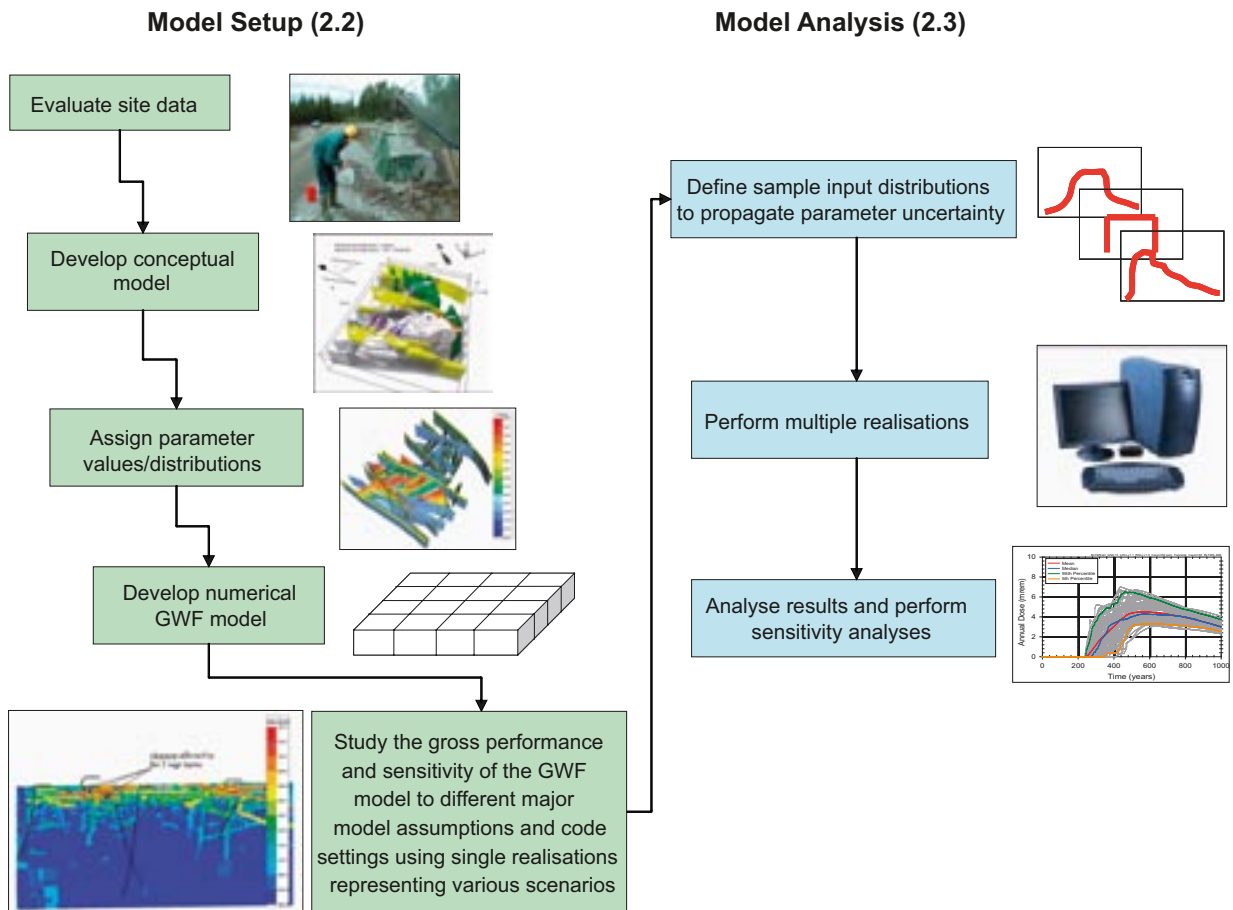 Model Setup (2.2)
Evaluate site data
Develop conceptual
model
Assign parameter
values/distributions
Develop numerical
GWF model
Study the gross performance
and sensitivity of the GWF
model to different major
model assumptions and code
settings using single realisations
representing various scenarios
Model Analysis (2.3)
Define sample input distributions
to propagate parameter uncertainty
Perform multiple realisations
Analyse results and perform
sensitivity analyses
Mean
Median
95th Percentile
5th Percentile
Annual Dose (mrem)
10
8
6
4
2
0
0 200 400 600 800 1000
Time (years)